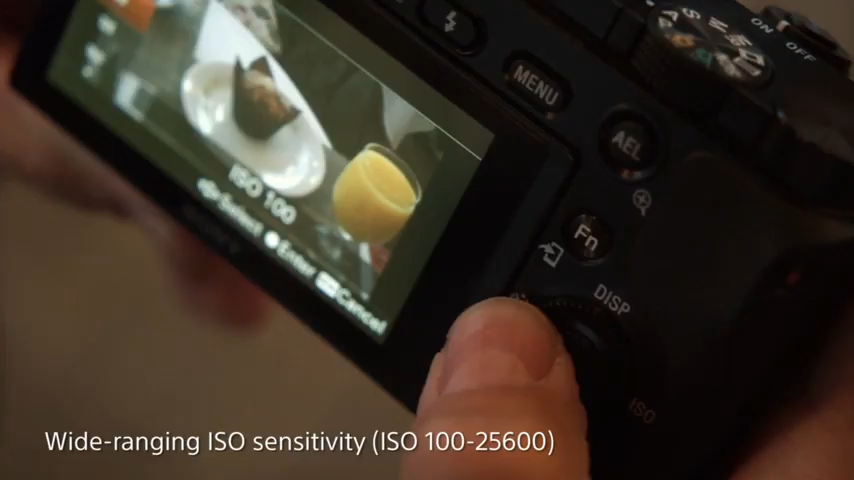 ON
OFF
A
S
M
MENU
AEL
Fn
ISO 100
Select
Enter
Cancel
DISP
ISO
Wide-ranging ISO sensitivity (ISO 100-25600)